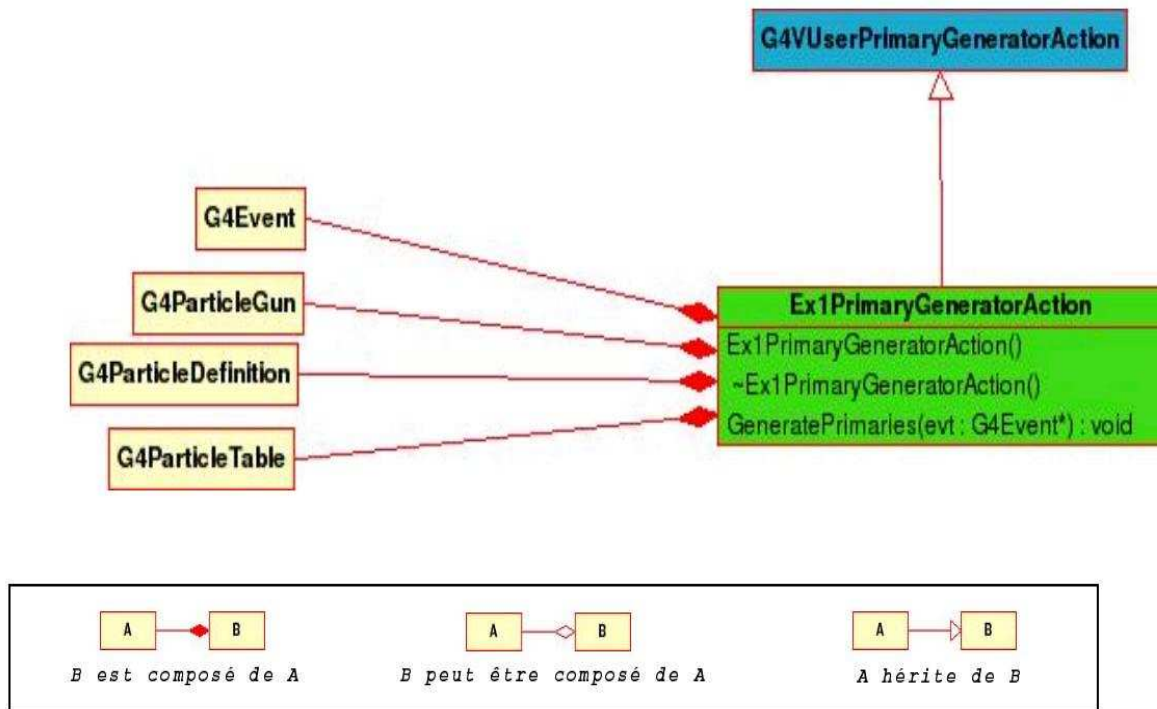 G4VUserPrimaryGeneratorAction
G4Event
G4ParticleGun
G4ParticleDefinition
G4ParticleTable
Ex1PrimaryGeneratorAction
Ex1PrimaryGeneratorAction()
~Ex1PrimaryGeneratorAction()
GeneratePrimaries(evt : G4Event*) : void
A B
B est composé de A
A B
B peut être composé de A
A B
A hérite de B